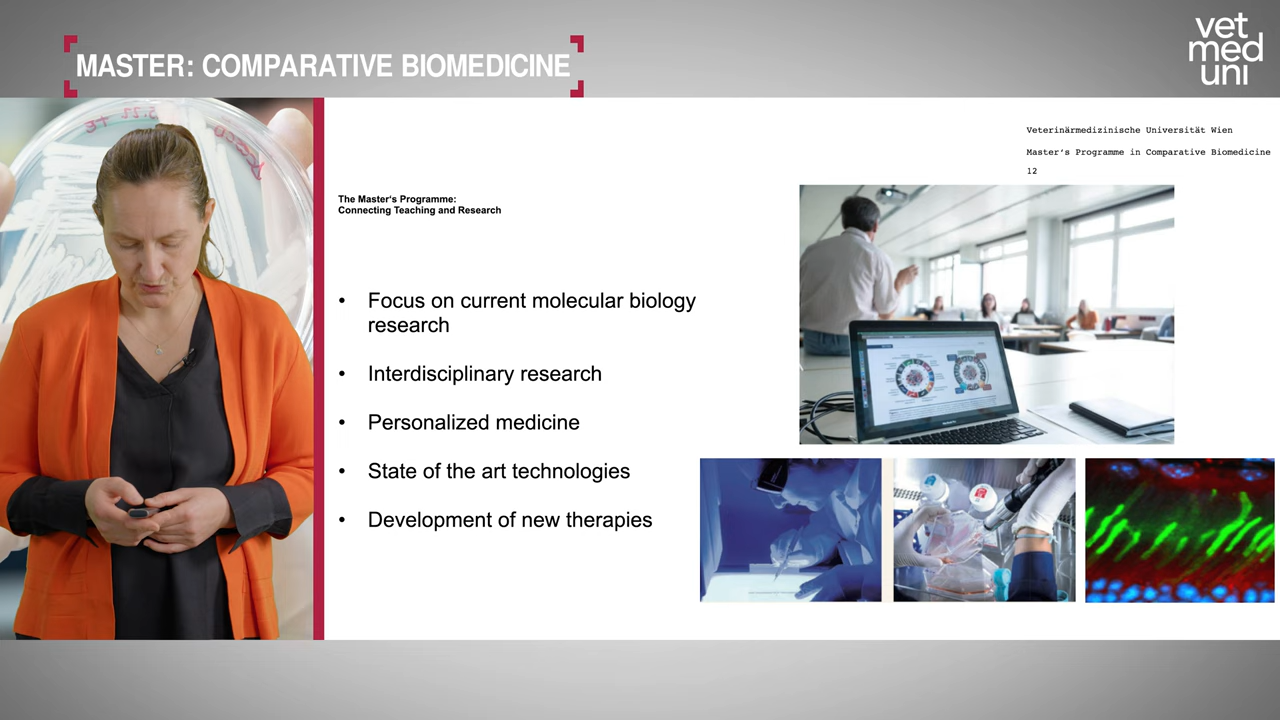 MASTER: COMPARATIVE BIOMEDICINE
vet
med
uni
Veterinärmedizinische Universität Wien
Master's Programme in Comparative Biomedicine
12
The Master's Programme:
Connecting Teaching and Research
• Focus on current molecular biology
research
• Interdisciplinary research
• Personalized medicine
• State of the art technologies
• Development of new therapies